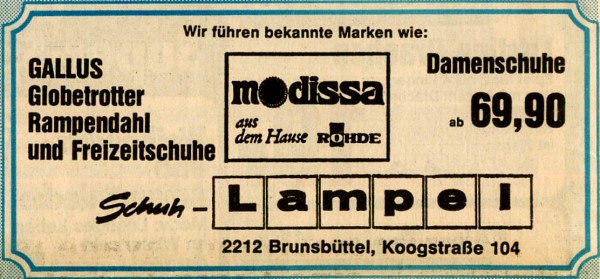 Wir führen bekannte Marken wie:
GALLUS
Globetrotter
Rampendahl
und Freizeitschuhe
modissa
aus
dem Hause ROHDE
Damenschuhe
ab 69,90
Schuh - Lampel
2212 Brunsbüttel, Koogstraße 104